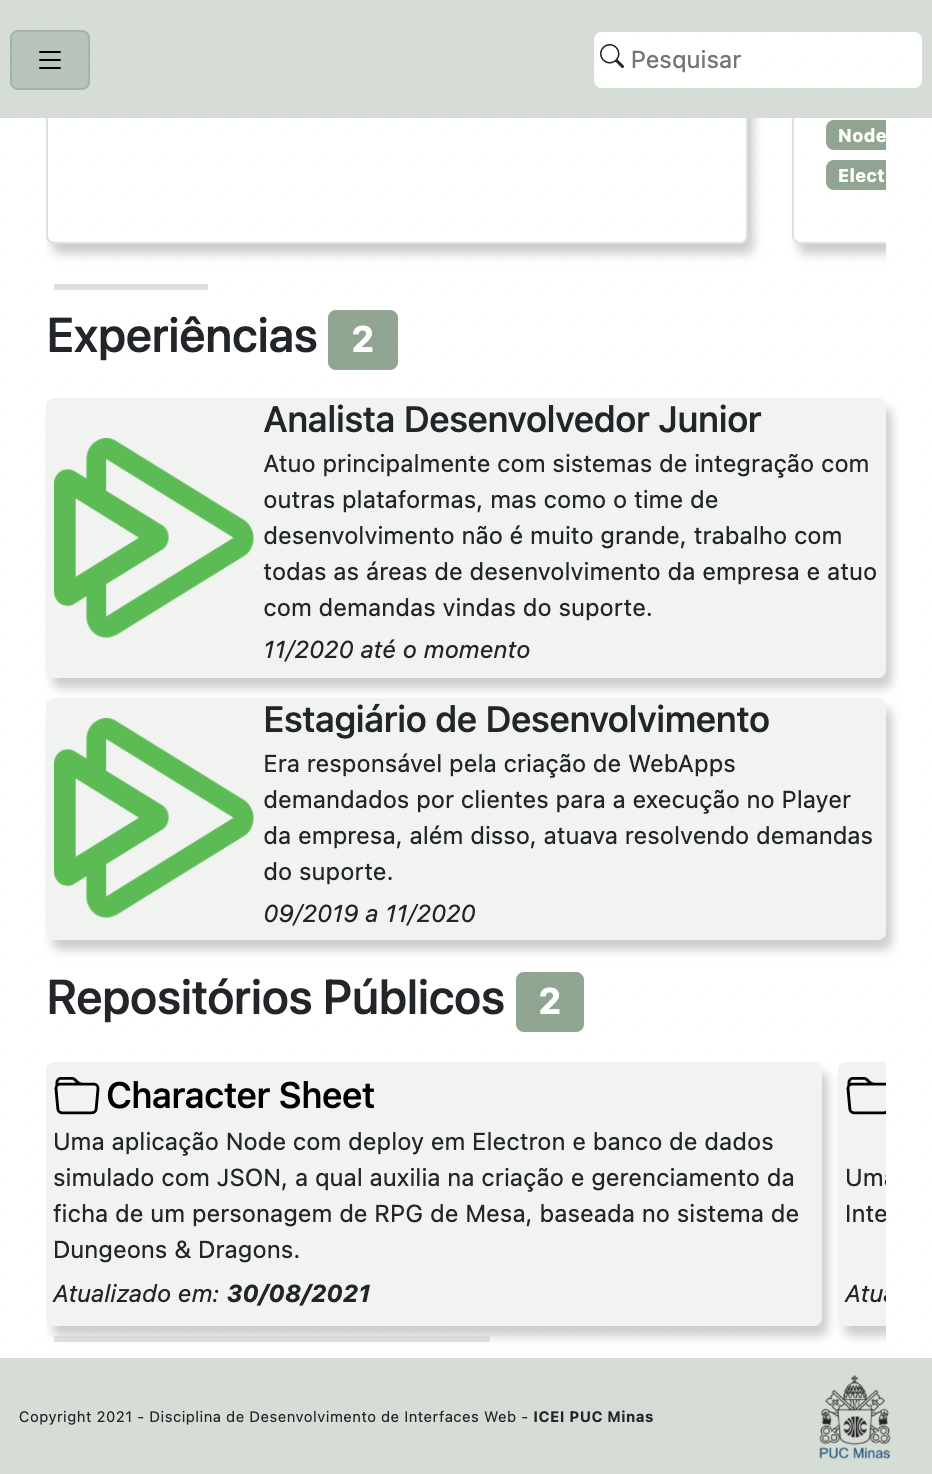 Pesquisar
Node
Elect
Experiências 2
Analista Desenvolvedor Junior
Atuo principalmente com sistemas de integração com
outras plataformas, mas como o time de
desenvolvimento não é muito grande, trabalho com
todas as áreas de desenvolvimento da empresa e atuo
com demandas vindas do suporte.
11/2020 até o momento
Estagiário de Desenvolvimento
Era responsável pela criação de WebApps
demandados por clientes para a execução no Player
da empresa, além disso, atuava resolvendo demandas
do suporte.
09/2019 a 11/2020
Repositórios Públicos 2
Character Sheet
Uma aplicação Node com deploy em Electron e banco de dados
simulado com JSON, a qual auxilia na criação e gerenciamento da
ficha de um personagem de RPG de Mesa, baseada no sistema de
Dungeons & Dragons.
Atualizado em: 30/08/2021
Uma
Inte
Atua
Copyright 2021 - Disciplina de Desenvolvimento de Interfaces Web - ICEI PUC Minas
PUC Minas